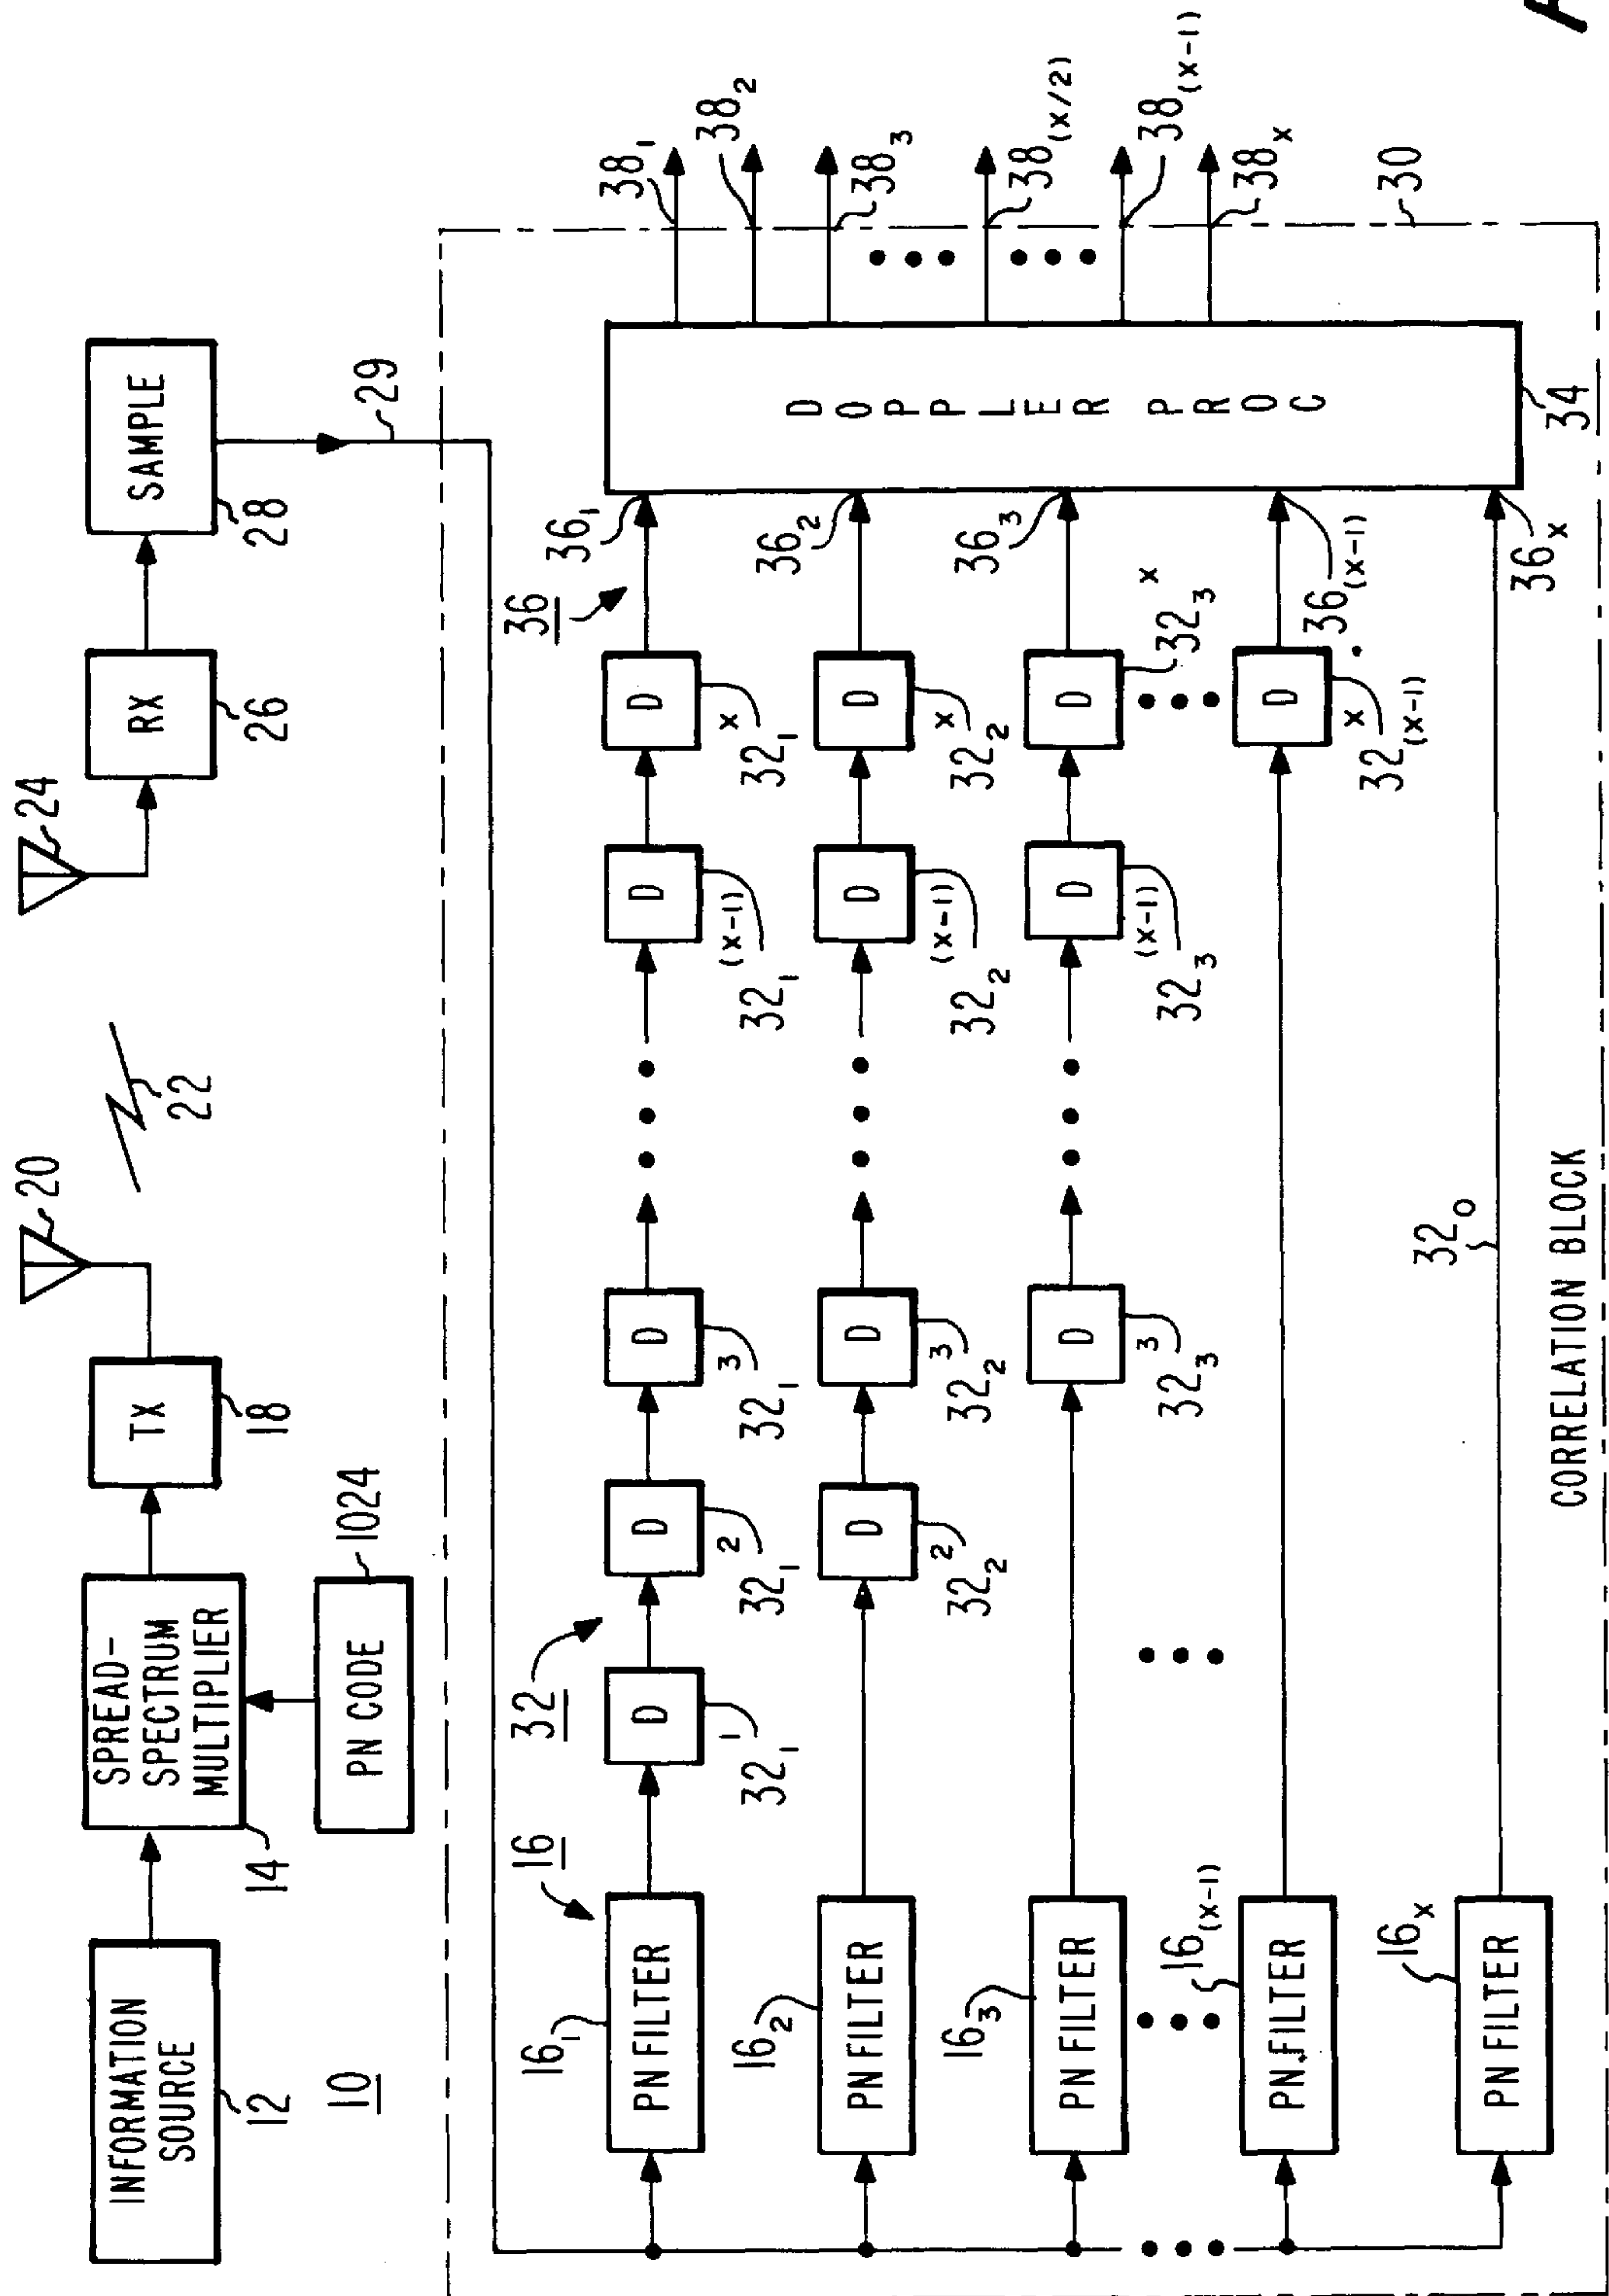 INFORMATION
SOURCE
12
10
SPREAD-
SPECTRUM
MULTIPLIER
14
PN CODE
1024
TX
18
20
22
24
RX
26
SAMPLE
28
29
16
16₁
PN FILTER
32
D
32₁¹
D
32₁²
D
32₁³
D
32₁⁽ˣ⁻¹⁾
D
32₁ˣ
36
36₁
16₂
PN FILTER
D
32₂²
D
32₂³
D
32₂⁽ˣ⁻¹⁾
D
32₂ˣ
36₂
16₃
PN FILTER
D
32₃³
D
32₃⁽ˣ⁻¹⁾
D
32₃ˣ
36₃
16(X-1)
PN FILTER
D
32(X-1)ˣ
36(X-1)
16X
PN FILTER
32₀
36X
DOPPLER PROC
34
38₁
38₂
38₃
38(X/2)
38(X-1)
38X
30
CORRELATION BLOCK